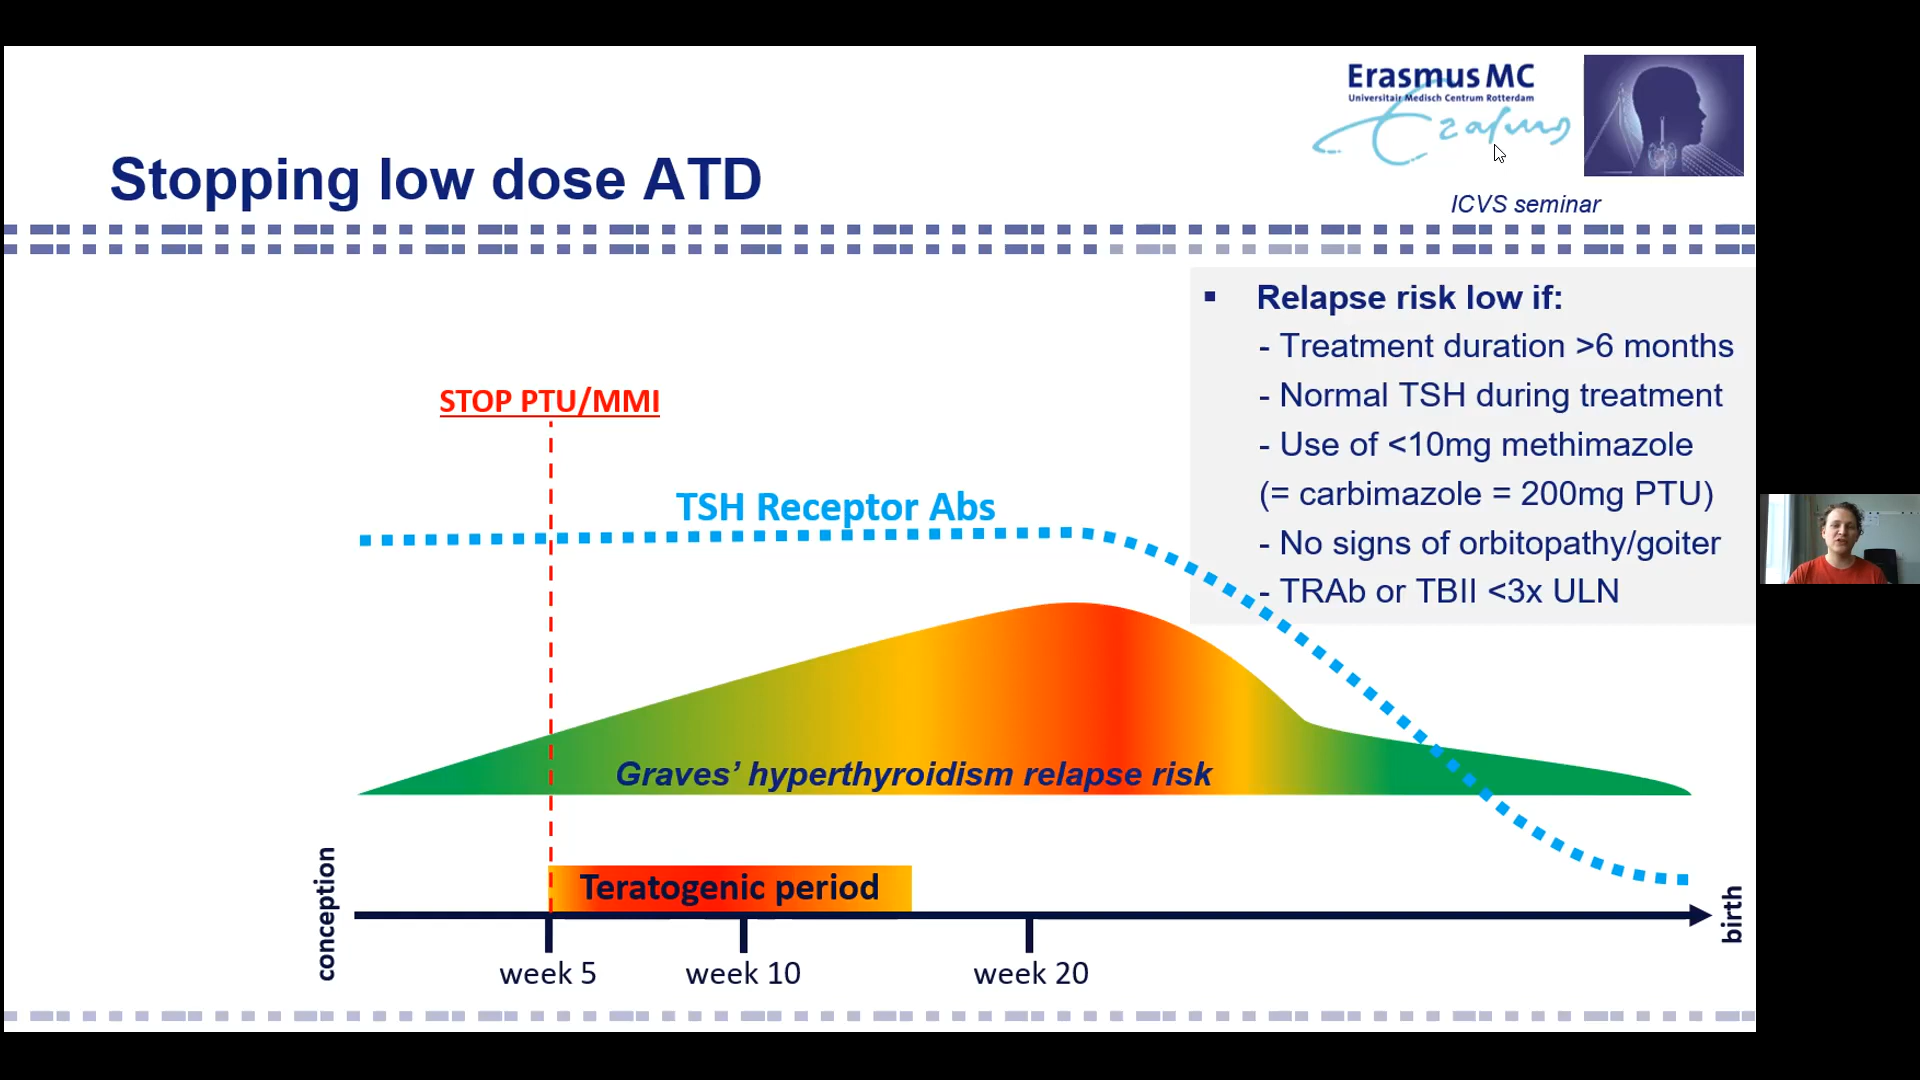 Erasmus MC
Universitair Medisch Centrum Rotterdam
Erasmus
Stopping low dose ATD
ICVS seminar
▪ Relapse risk low if:
- Treatment duration >6 months
- Normal TSH during treatment
- Use of <10mg methimazole
(= carbimazole = 200mg PTU)
- No signs of orbitopathy/goiter
- TRAb or TBII <3x ULN
STOP PTU/MMI
TSH Receptor Abs
Graves’ hyperthyroidism relapse risk
Teratogenic period
conception
birth
week 5
week 10
week 20